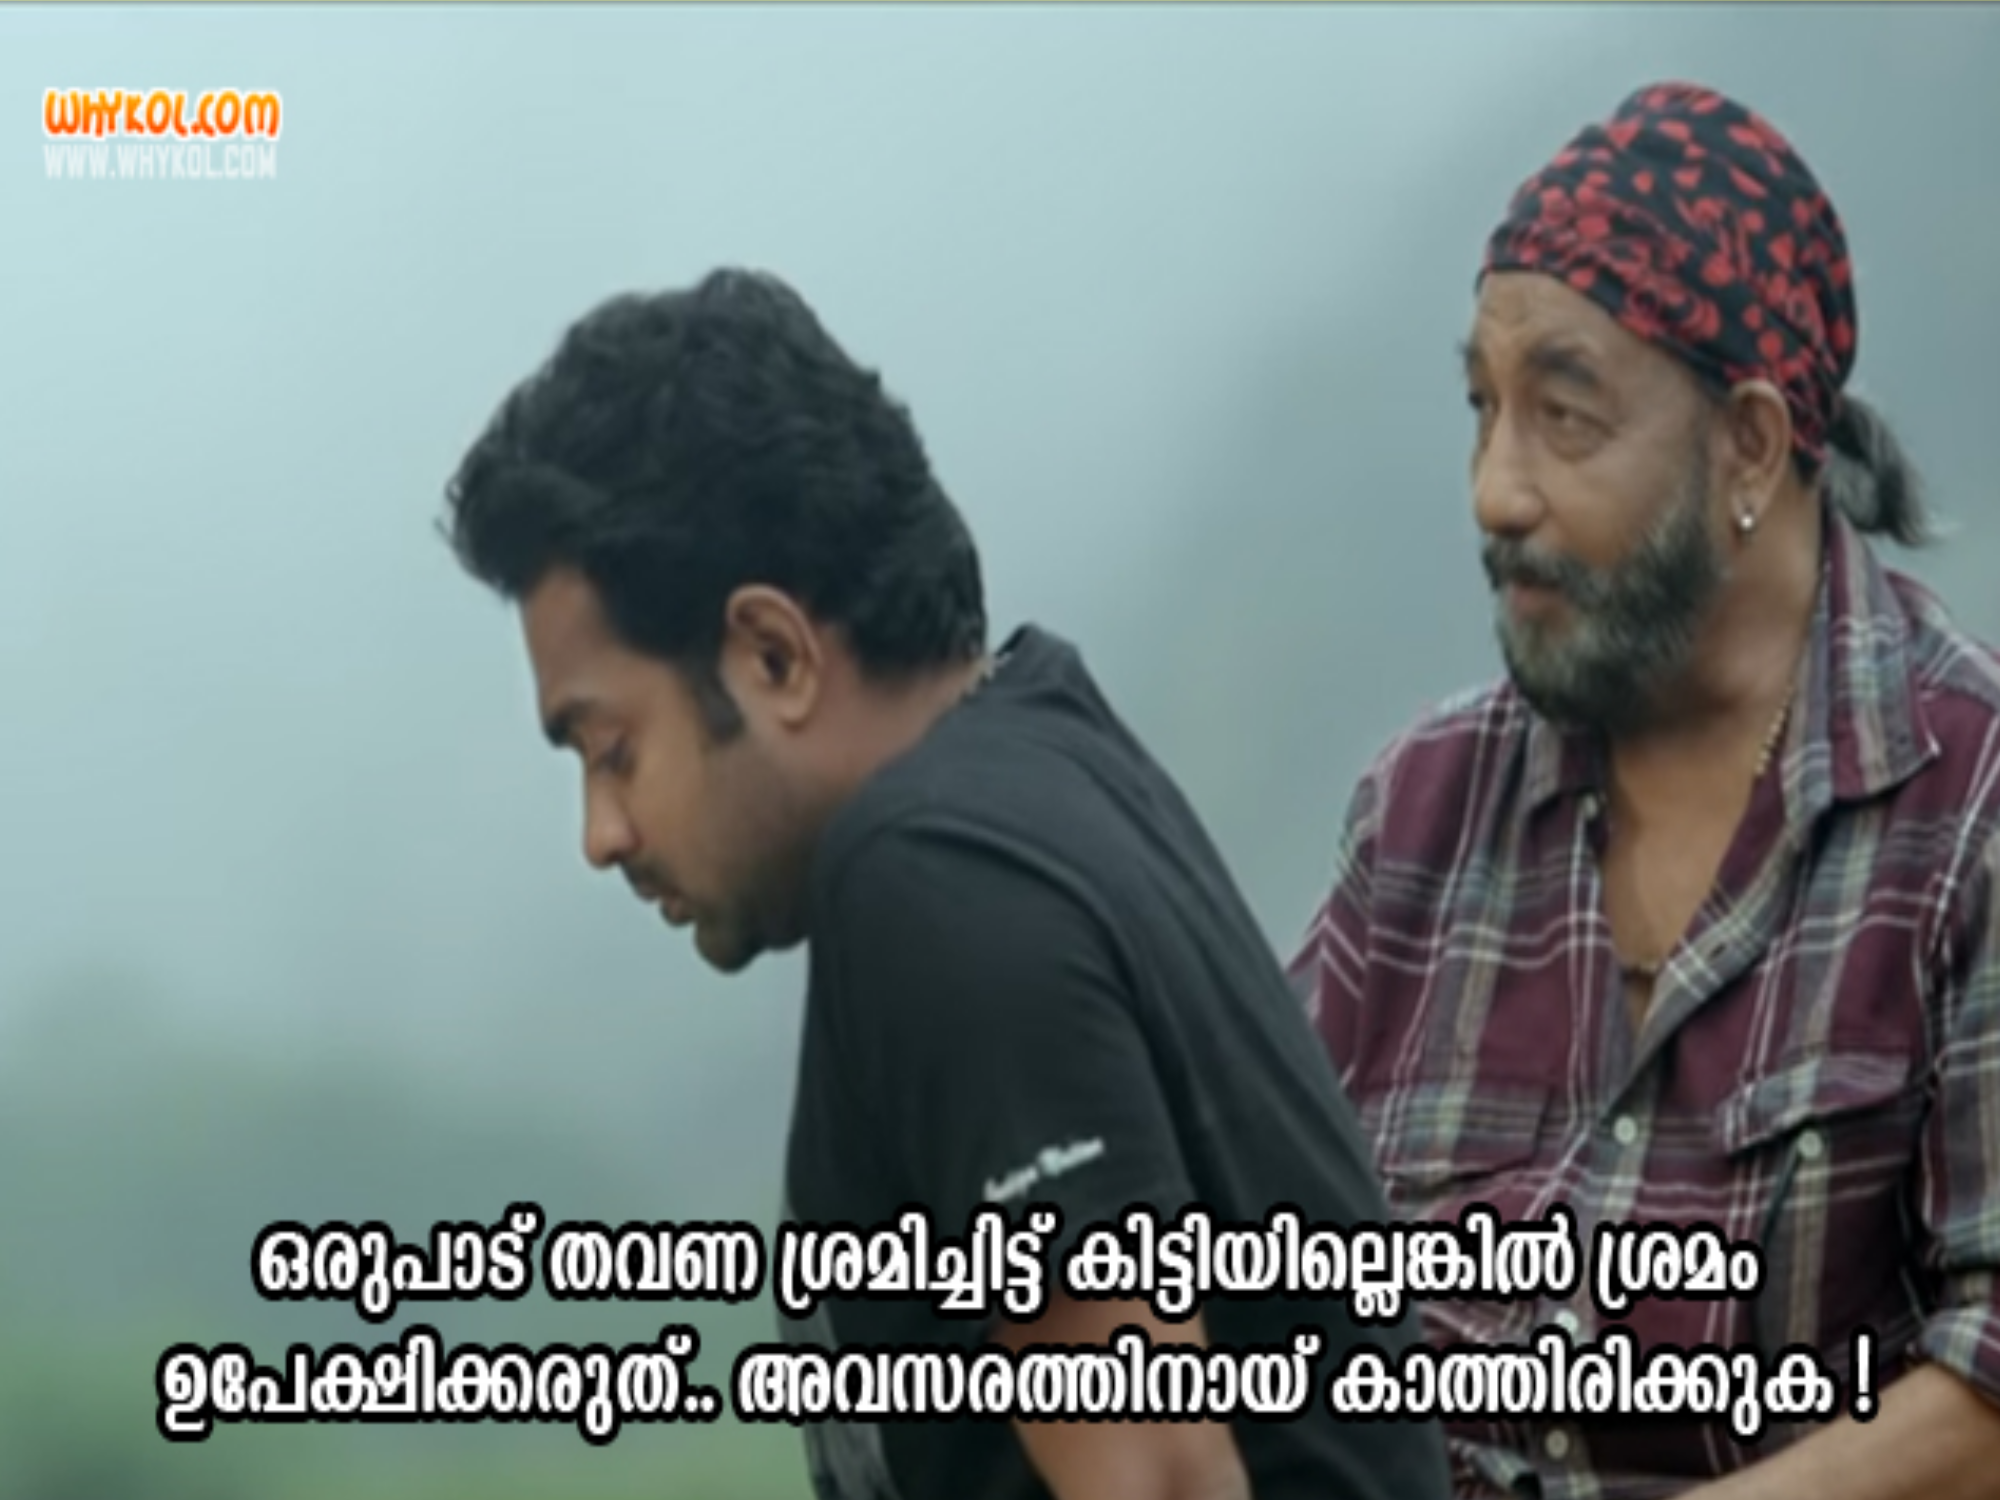 WHYKOL.COM
WWW.WHYKOL.COM
ഒരുപാട് തവണ ശ്രമിച്ചിട്ട് കിട്ടിയില്ലെങ്കിൽ ശ്രമം
ഉപേക്ഷിക്കരുത്.. അവസരത്തിനായ് കാത്തിരിക്കുക !